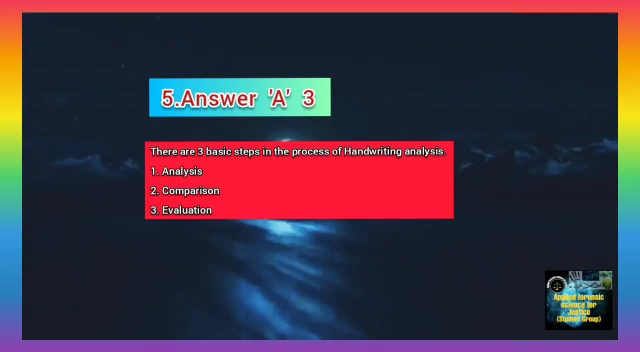 5.Answer 'A' 3
There are 3 basic steps in the process of Handwriting analysis.
1. Analysis
2. Comparison
3. Evaluation
Applied forensic
science for
Justice
(Student Group)